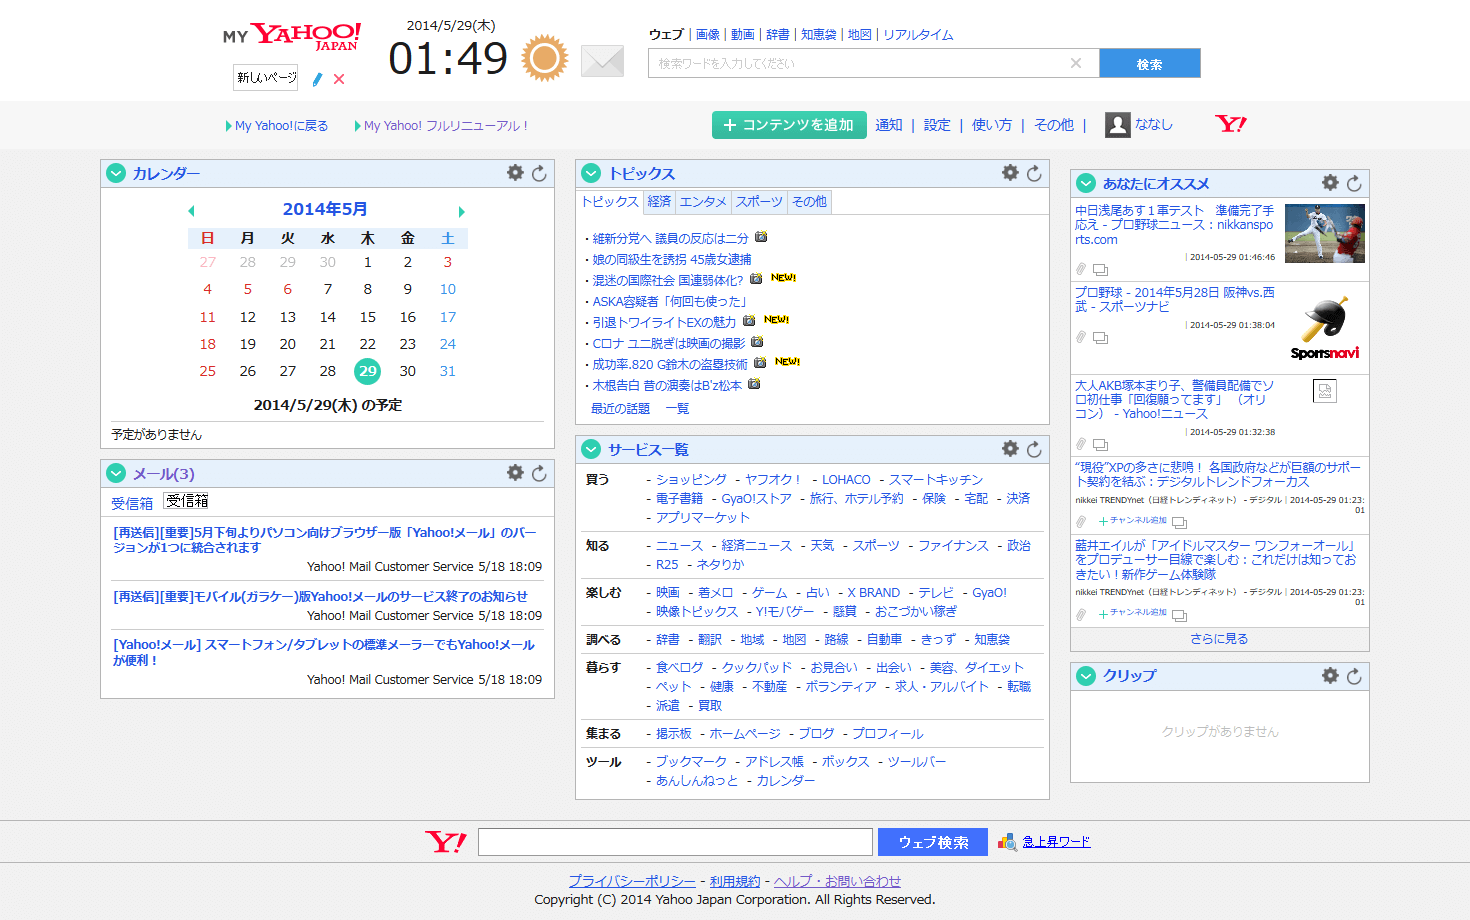 MY YAHOO! JAPAN
2014/5/29(木)
01:49
新しいページ
ウェブ | 画像 | 動画 | 辞書 | 知恵袋 | 地図 | リアルタイム
検索ワードを入力してください
検索
My Yahoo!に戻る
My Yahoo! フルリニューアル！
コンテンツを追加
通知 | 設定 | 使い方 | その他 |
ななし
Y!
カレンダー
2014年5月
日 月 火 水 木 金 土
27 28 29 30 1 2 3
4 5 6 7 8 9 10
11 12 13 14 15 16 17
18 19 20 21 22 23 24
25 26 27 28 29 30 31
2014/5/29(木) の予定
予定がありません
メール(3)
受信箱 受信箱
[再送信][重要]5月下旬よりパソコン向けブラウザー版「Yahoo!メール」のバー
ジョンが1つに統合されます
Yahoo! Mail Customer Service 5/18 18:09
[再送信][重要]モバイル(ガラケー)版Yahoo!メールのサービス終了のお知らせ
Yahoo! Mail Customer Service 5/18 18:09
[Yahoo!メール] スマートフォン/タブレットの標準メーラーでもYahoo!メール
が便利！
Yahoo! Mail Customer Service 5/18 18:09
トピックス
トピックス 経済 エンタメ スポーツ その他
・維新分党へ 議員の反応は二分
・娘の同級生を誘拐 45歳女逮捕
・混迷の国際社会 国連弱体化? NEW!
・ASKA容疑者「何回も使った」
・引退トワイライトEXの魅力 NEW!
・Cロナ ユニ脱ぎは映画の撮影
・成功率.820 G鈴木の盗塁技術 NEW!
・木根告白 昔の演奏はB'z松本
最近の話題 一覧
サービス一覧
買う - ショッピング - ヤフオク！ - LOHACO - スマートキッチン
- 電子書籍 - GyaO!ストア - 旅行、ホテル予約 - 保険 - 宅配 - 決済
- アプリマーケット
知る - ニュース - 経済ニュース - 天気 - スポーツ - ファイナンス - 政治
- R25 - ネタりか
楽しむ - 映画 - 着メロ - ゲーム - 占い - X BRAND - テレビ - GyaO!
- 映像トピックス - Y!モバゲー - 懸賞 - おこづかい稼ぎ
調べる - 辞書 - 翻訳 - 地域 - 地図 - 路線 - 自動車 - きっず - 知恵袋
暮らす - 食べログ - クックパッド - お見合い - 出会い - 美容、ダイエット
- ペット - 健康 - 不動産 - ボランティア - 求人・アルバイト - 転職
- 派遣 - 買取
集まる - 掲示板 - ホームページ - ブログ - プロフィール
ツール - ブックマーク - アドレス帳 - ボックス - ツールバー
- あんしんねっと - カレンダー
あなたにオススメ
中日浅尾あす１軍テスト　準備完了手
応え - プロ野球ニュース : nikkanspo
rts.com
| 2014-05-29 01:46:46
プロ野球 - 2014年5月28日 阪神vs.西
武 - スポーツナビ
| 2014-05-29 01:38:04
Sportsnavi
大人AKB塚本まり子、警備員配備でソ
ロ初仕事「回復願ってます」（オリ
コン） - Yahoo!ニュース
| 2014-05-29 01:32:38
“現役”XPの多さに悲鳴！ 各国政府などが巨額のサポー
ト契約を結ぶ：デジタルトレンドフォーカス
nikkei TRENDYnet（日経トレンディネット） - デジタル | 2014-05-29 01:23:
01
＋チャンネル追加
藍井エイルが「アイドルマスター ワンフォーオール」
をプロデューサー目線で楽しむ：これだけは知ってお
きたい！新作ゲーム体験隊
nikkei TRENDYnet（日経トレンディネット） - デジタル | 2014-05-29 01:23:
01
＋チャンネル追加
さらに見る
クリップ
クリップがありません
Y!
ウェブ検索
急上昇ワード
プライバシーポリシー - 利用規約 - ヘルプ・お問い合わせ
Copyright (C) 2014 Yahoo Japan Corporation. All Rights Reserved.